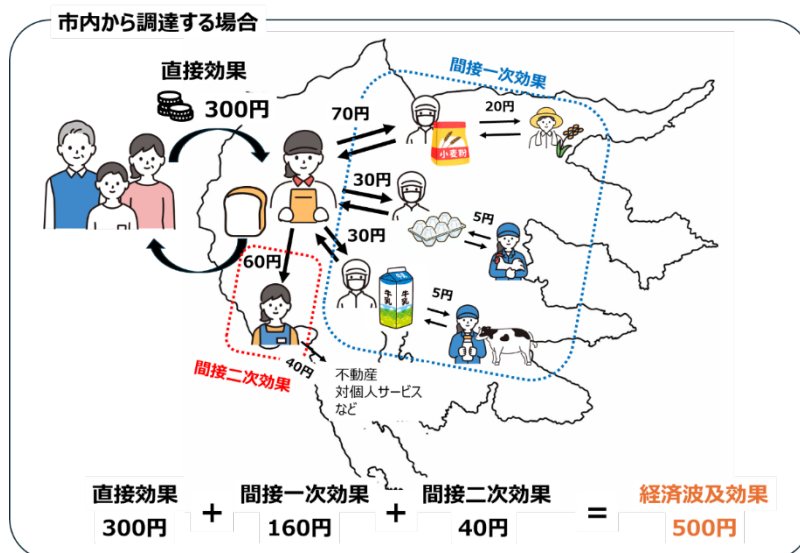 市内から調達する場合
直接効果
300円
間接一次効果
70円
20円
小麦粉
30円
5円
30円
牛乳
牛乳
5円
60円
40円
間接二次効果
不動産
対個人サービス
など
直接効果 + 間接一次効果 + 間接二次効果 = 経済波及効果
300円 160円 40円 500円